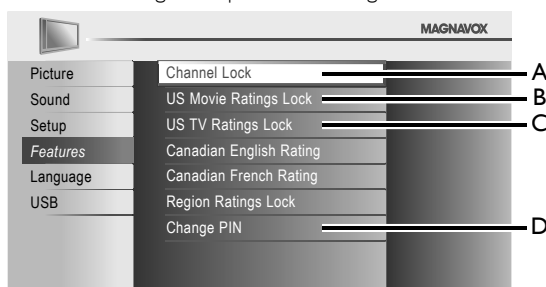 MAGNAVOX
Picture
Channel Lock
A
Sound
US Movie Ratings Lock
B
Setup
US TV Ratings Lock
C
Features
Canadian English Rating
Language
Canadian French Rating
USB
Region Ratings Lock
Change PIN
D